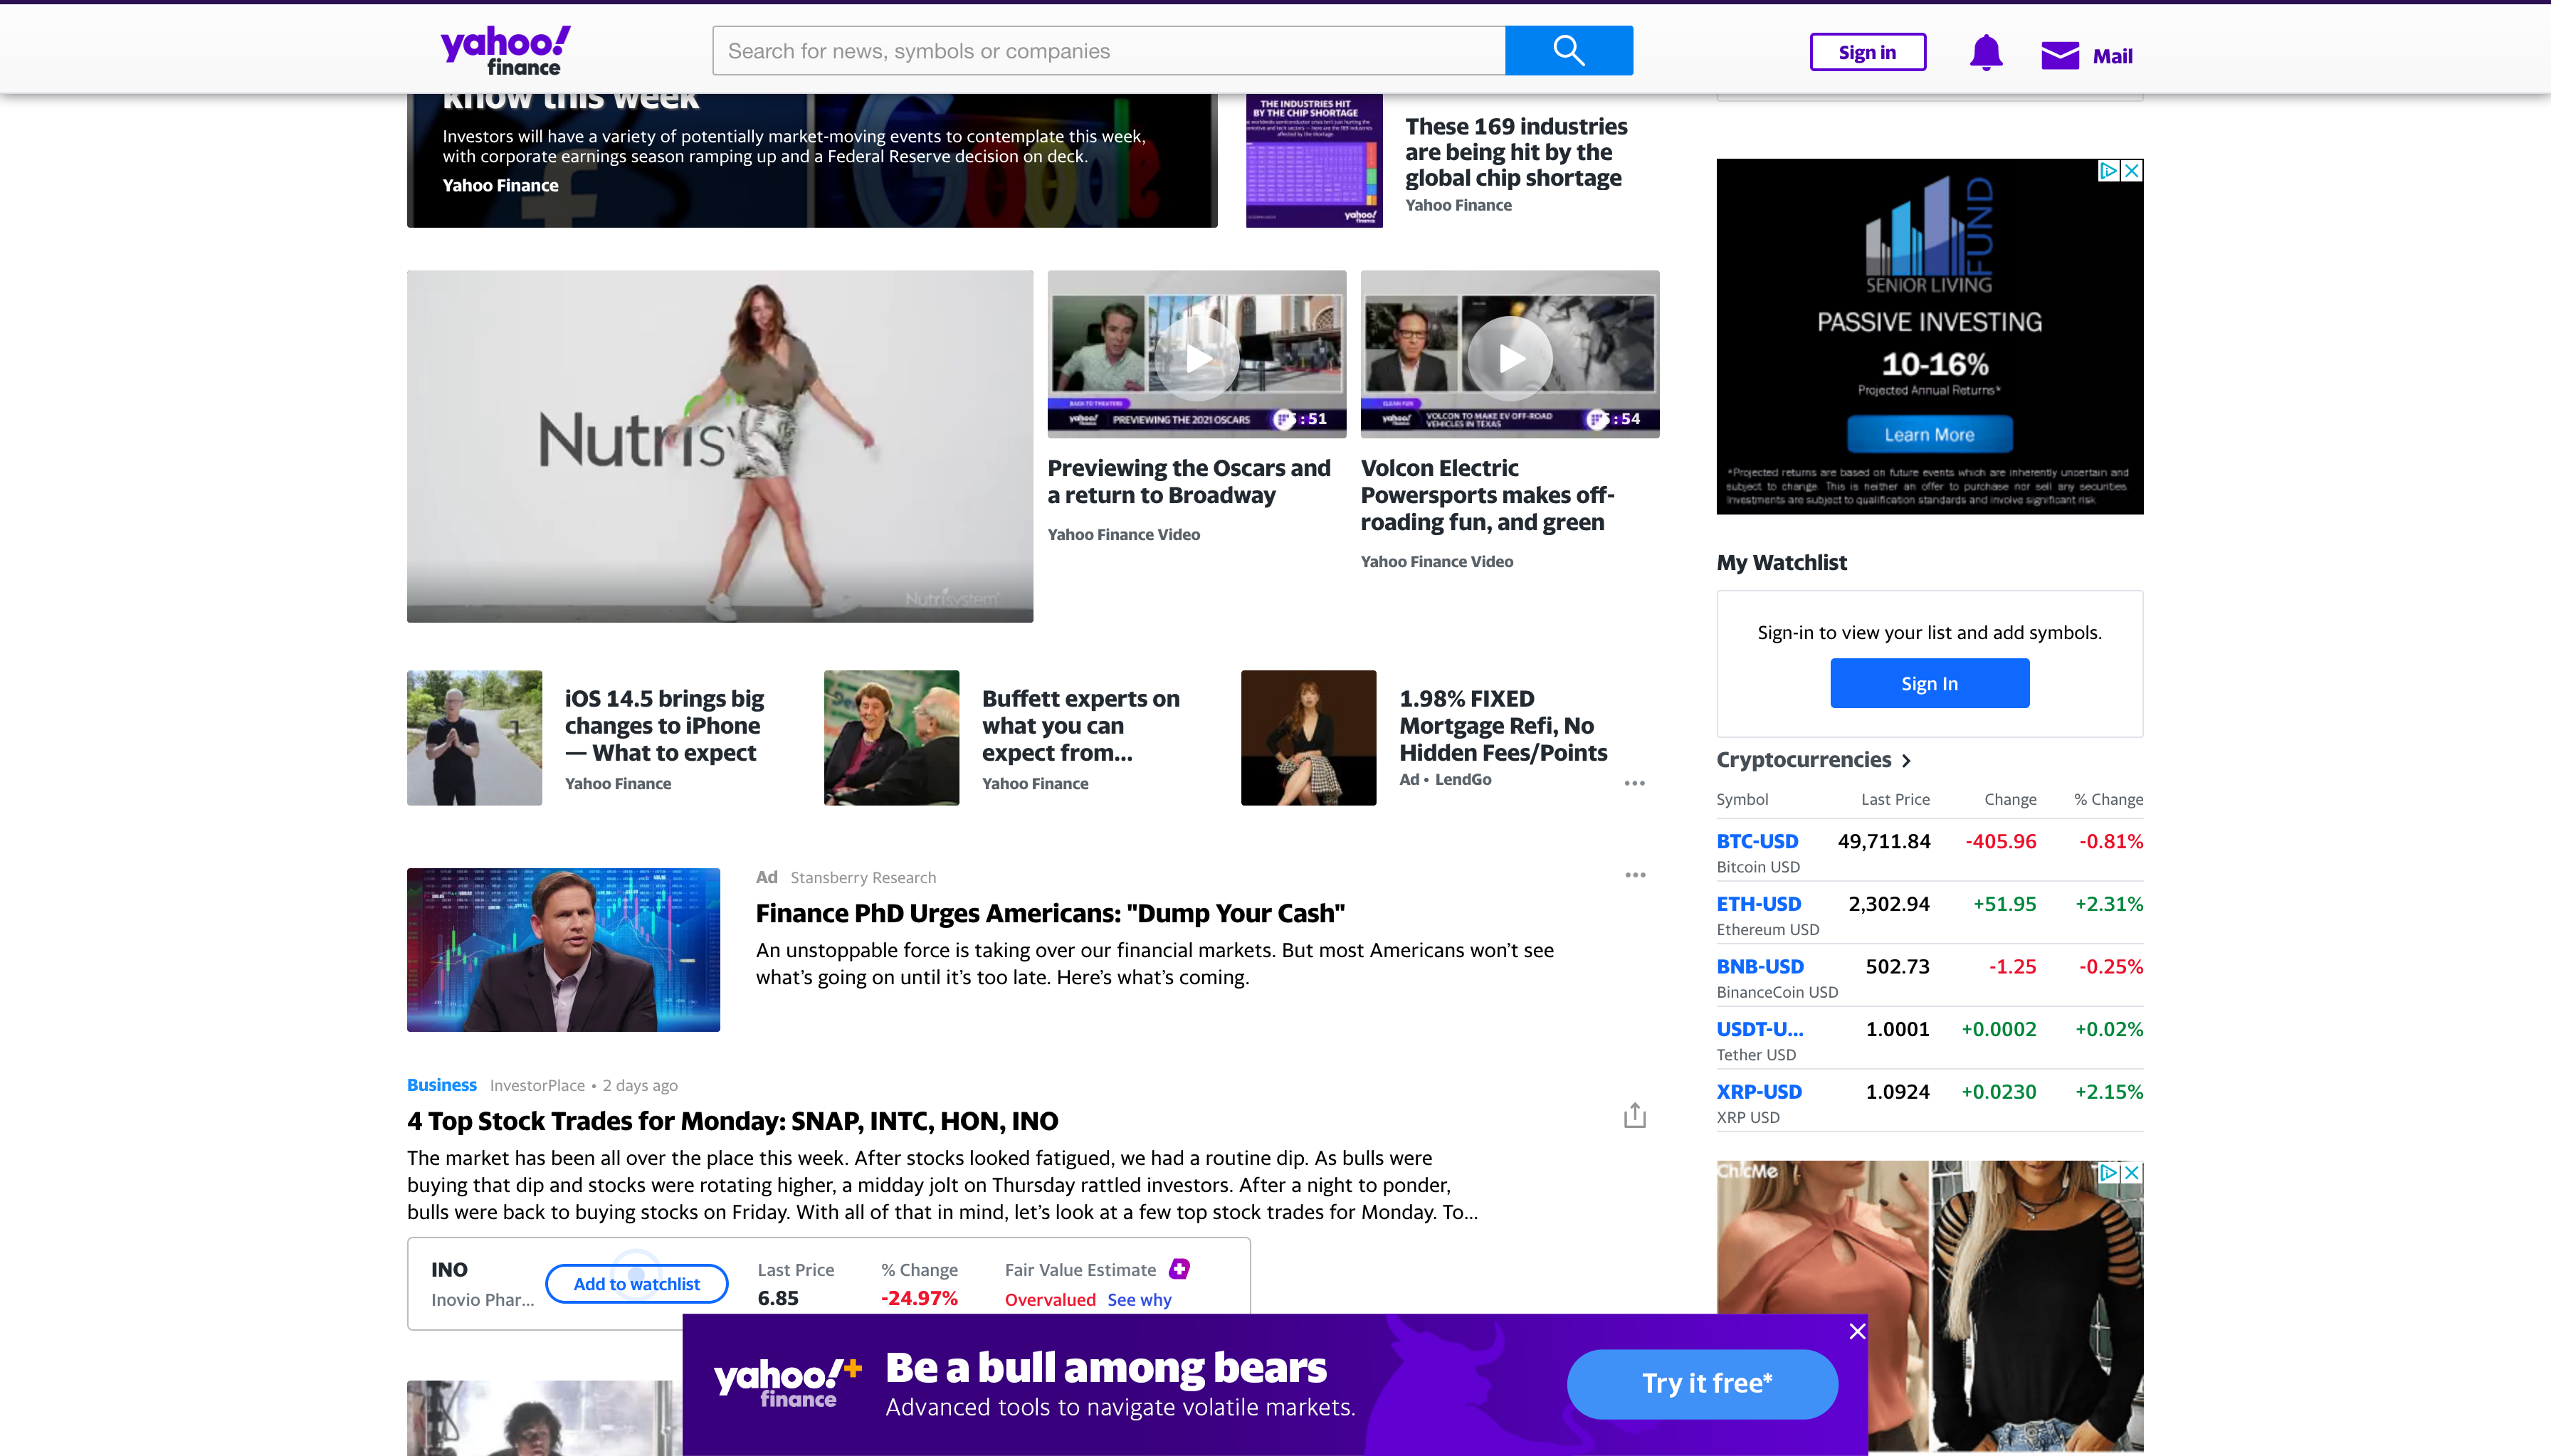 yahoo!
finance
Search for news, symbols or companies
Sign in
Mail
know this week
Investors will have a variety of potentially market-moving events to contemplate this week,
with corporate earnings season ramping up and a Federal Reserve decision on deck.
Yahoo Finance
THE INDUSTRIES HIT
BY THE CHIP SHORTAGE
yahoo!
finance
These 169 industries
are being hit by the
global chip shortage
Yahoo Finance
Nutris
Nutrisystem
BACK TO THEATERS
yahoo!
finance
PREVIEWING THE 2021 OSCARS
:51
Previewing the Oscars and
a return to Broadway
Yahoo Finance Video
CLEAN FUN
yahoo!
finance
VOLCON TO MAKE EV OFF-ROAD
VEHICLES IN TEXAS
:54
Volcon Electric
Powersports makes off-
roading fun, and green
Yahoo Finance Video
iOS 14.5 brings big
changes to iPhone
— What to expect
Yahoo Finance
Buffett experts on
what you can
expect from...
Yahoo Finance
1.98% FIXED
Mortgage Refi, No
Hidden Fees/Points
Ad • LendGo
Ad Stansberry Research
Finance PhD Urges Americans: "Dump Your Cash"
An unstoppable force is taking over our financial markets. But most Americans won’t see
what’s going on until it’s too late. Here’s what’s coming.
Business InvestorPlace • 2 days ago
4 Top Stock Trades for Monday: SNAP, INTC, HON, INO
The market has been all over the place this week. After stocks looked fatigued, we had a routine dip. As bulls were
buying that dip and stocks were rotating higher, a midday jolt on Thursday rattled investors. After a night to ponder,
bulls were back to buying stocks on Friday. With all of that in mind, let’s look at a few top stock trades for Monday. To...
INO
Inovio Phar...
Add to watchlist
Last Price
6.85
% Change
-24.97%
Fair Value Estimate
Overvalued See why
SENIOR LIVING
FUND
PASSIVE INVESTING
10-16%
Projected Annual Returns*
Learn More
*Projected returns are based on future events which are inherently uncertain and
subject to change. This is neither an offer to purchase nor sell any securities.
Investments are subject to qualification standards and involve significant risk.
My Watchlist
Sign-in to view your list and add symbols.
Sign In
Cryptocurrencies
Symbol Last Price Change % Change
BTC-USD 49,711.84 -405.96 -0.81%
Bitcoin USD
ETH-USD 2,302.94 +51.95 +2.31%
Ethereum USD
BNB-USD 502.73 -1.25 -0.25%
BinanceCoin USD
USDT-U... 1.0001 +0.0002 +0.02%
Tether USD
XRP-USD 1.0924 +0.0230 +2.15%
XRP USD
ChicMe
yahoo!+
finance
Be a bull among bears
Advanced tools to navigate volatile markets.
Try it free*